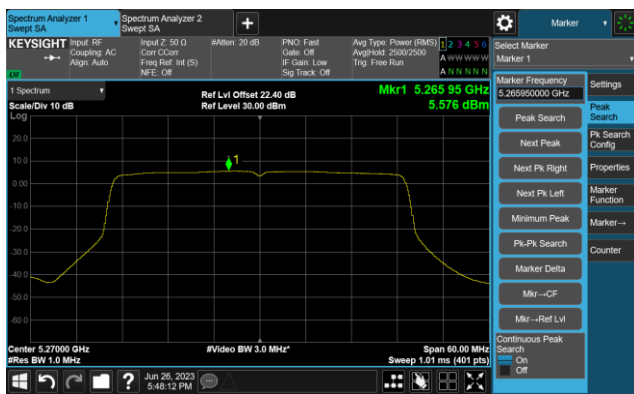 Spectrum Analyzer 1
Swept SA
Spectrum Analyzer 2
Swept SA
+
Marker
KEYSIGHT
Input: RF
Coupling: AC
Align: Auto
Input Z: 50 Ω
Corr CCorr
Freq Ref: Int (S)
NFE: Off
#Atten: 20 dB
PNO: Fast
Gate: Off
IF Gain: Low
Sig Track: Off
Avg Type: Power (RMS)
Avg|Hold: 2500/2500
Trig: Free Run
1 2 3 4 5 6
A W W W W W
A N N N N N
Select Marker
Marker 1
LXI
1 Spectrum
Scale/Div 10 dB
Log
Ref Lvl Offset 22.40 dB
Ref Level 30.00 dBm
Mkr1 5.265 95 GHz
5.576 dBm
Marker Frequency
5.265950000 GHz
Peak Search
Next Peak
Next Pk Right
Next Pk Left
Minimum Peak
Pk-Pk Search
Marker Delta
Mkr→CF
Mkr→Ref Lvl
Continuous Peak
Search
On
Off
Settings
Peak
Search
Pk Search
Config
Properties
Marker
Function
Marker→
Counter
20.0
10.0
0.00
-10.0
-20.0
-30.0
-40.0
-50.0
-60.0
1
Center 5.27000 GHz
#Res BW 1.0 MHz
#Video BW 3.0 MHz*
Span 60.00 MHz
Sweep 1.01 ms (401 pts)
?
Jun 26, 2023
5:48:12 PM